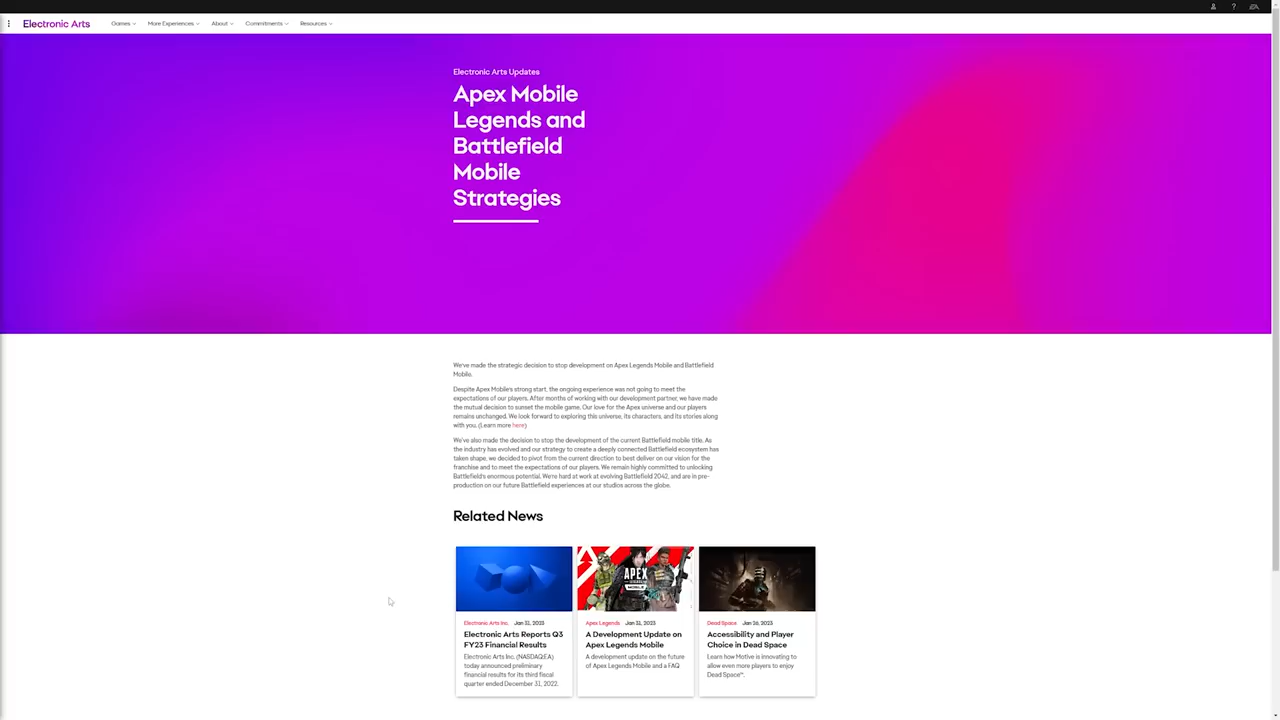 Electronic Arts
Games
More Experiences
About
Commitments
Resources
?
EA
Electronic Arts Updates
Apex Mobile
Legends and
Battlefield
Mobile
Strategies
We've made the strategic decision to stop development on Apex Legends Mobile and Battlefield
Mobile.
Despite Apex Mobile's strong start, the ongoing experience was not going to meet the
expectations of our players. After months of working with our development partner, we have made
the mutual decision to sunset the mobile game. Our love for the Apex universe and our players
remains unchanged. We look forward to exploring this universe, its characters, and its stories along
with you. (Learn more here)
We've also made the decision to stop the development of the current Battlefield mobile title. As
the industry has evolved and our strategy to create a deeply connected Battlefield ecosystem has
taken shape, we decided to pivot from the current direction to best deliver on our vision for the
franchise and to meet the expectations of our players. We remain highly committed to unlocking
Battlefield's enormous potential. We're hard at work at evolving Battlefield 2042, and are in pre-
production on our future Battlefield experiences at our studios across the globe.
Related News
Electronic Arts Inc. Jan 31, 2023
Electronic Arts Reports Q3
FY23 Financial Results
Electronic Arts Inc. (NASDAQ:EA)
today announced preliminary
financial results for its third fiscal
quarter ended December 31, 2022.
APEX
LEGENDS
MOBILE
Apex Legends Jan 31, 2023
A Development Update on
Apex Legends Mobile
A development update on the future
of Apex Legends Mobile and a FAQ
Dead Space Jan 26, 2023
Accessibility and Player
Choice in Dead Space
Learn how Motive is innovating to
allow even more players to enjoy
Dead Space™.